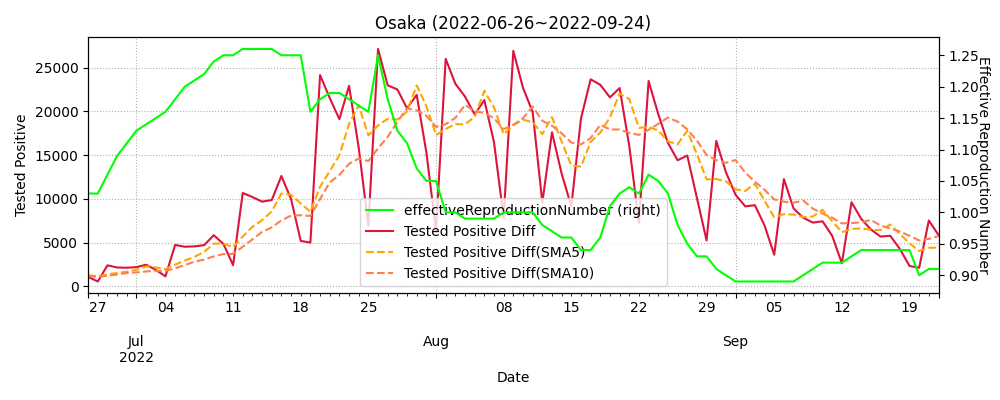 Osaka (2022-06-26~2022-09-24)
Tested Positive
25000
20000
15000
10000
5000
0
1.25
1.20
1.15
1.10
1.05
1.00
0.95
0.90
Effective Reproduction Number
effectiveReproductionNumber (right)
Tested Positive Diff
Tested Positive Diff(SMA5)
Tested Positive Diff(SMA10)
27 04 11 18 25 08 15 22 29 05 12 19
Jul Aug Sep
2022
Date